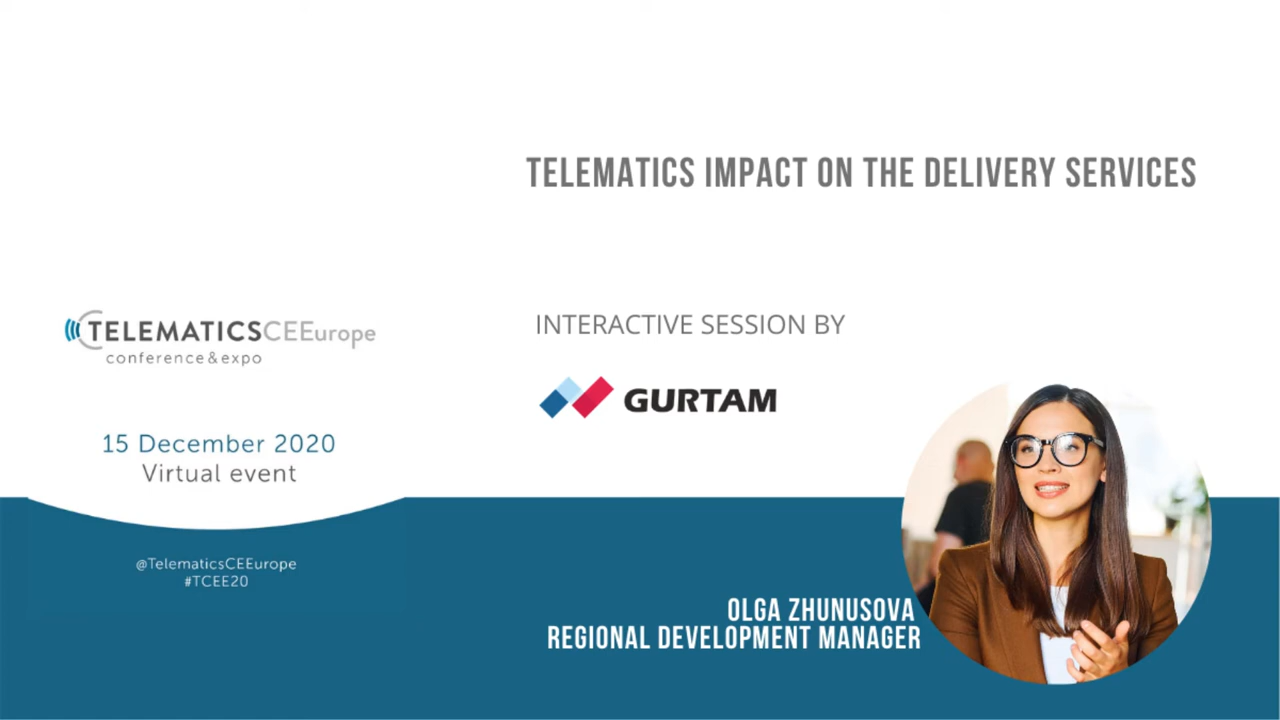 TELEMATICS IMPACT ON THE DELIVERY SERVICES
TELEMATICSCEEurope
conference&expo
15 December 2020
Virtual event
@TelematicsCEEurope
#TCEE20
INTERACTIVE SESSION BY
GURTAM
OLGA ZHUNUSOVA
REGIONAL DEVELOPMENT MANAGER